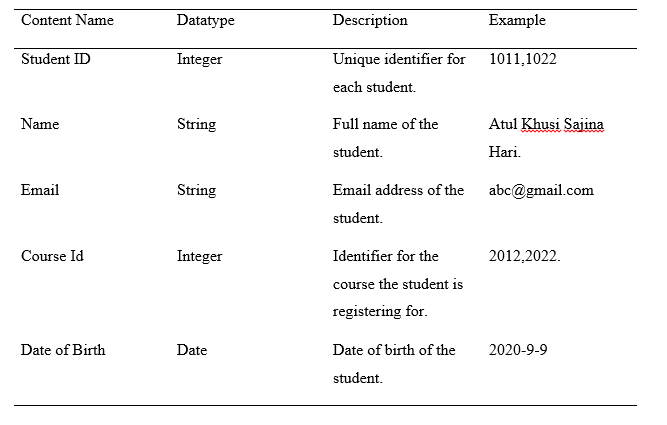 Content Name Datatype Description Example
Student ID Integer Unique identifier for 1011,1022
each student.
Name String Full name of the Atul Khusi Sajina
student. Hari.
Email String Email address of the abc@gmail.com
student.
Course Id Integer Identifier for the 2012,2022.
course the student is
registering for.
Date of Birth Date Date of birth of the 2020-9-9
student.